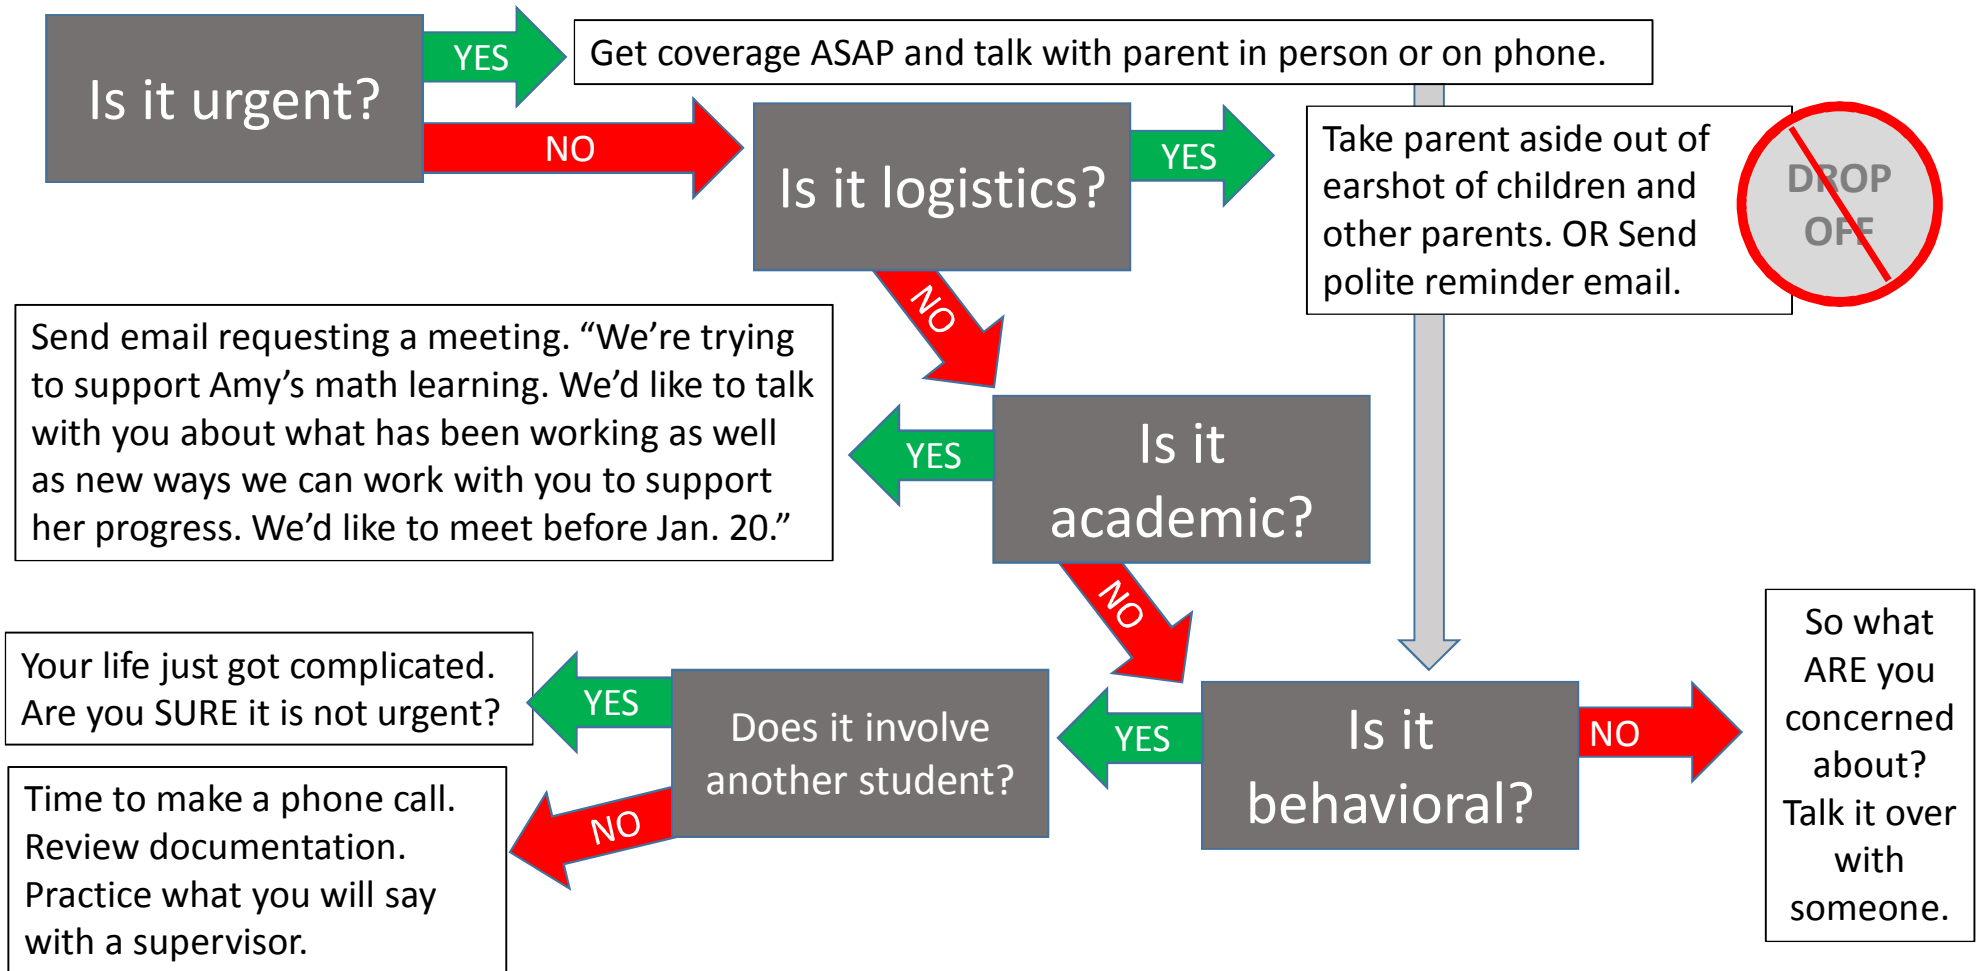 Is it urgent?
YES
Get coverage ASAP and talk with parent in person or on phone.
NO
Is it logistics?
YES
Take parent aside out of
earshot of children and
other parents. OR Send
polite reminder email.
DROP
OFF
NO
Send email requesting a meeting. “We’re trying
to support Amy’s math learning. We’d like to talk
with you about what has been working as well
as new ways we can work with you to support
her progress. We’d like to meet before Jan. 20.”
YES
Is it
academic?
NO
Your life just got complicated.
Are you SURE it is not urgent?
YES
Does it involve
another student?
YES
Is it
behavioral?
NO
So what
ARE you
concerned
about?
Talk it over
with
someone.
Time to make a phone call.
Review documentation.
Practice what you will say
with a supervisor.
NO